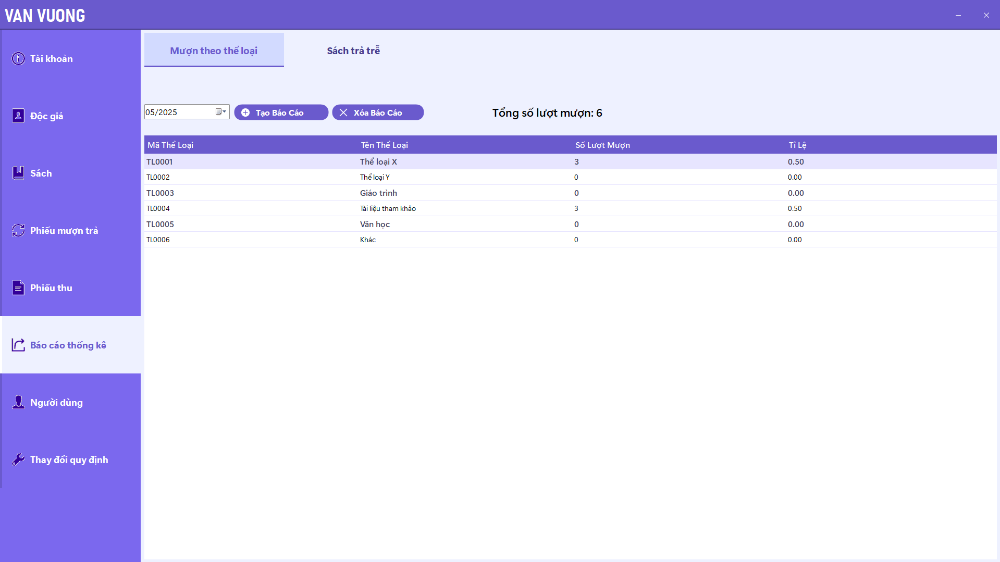 VAN VUONG
Tài khoản
Độc giả
Sách
Phiếu mượn trả
Phiếu thu
Báo cáo thống kê
Người dùng
Thay đổi quy định
Mượn theo thể loại Sách trả trễ
05/2025 Tạo Báo Cáo Xóa Báo Cáo Tổng số lượt mượn: 6
Mã Thể Loại Tên Thể Loại Số Lượt Mượn Tỉ Lệ
TL0001 Thể loại X 3 0.50
TL0002 Thể loại Y 0 0.00
TL0003 Giáo trình 0 0.00
TL0004 Tài liệu tham khảo 3 0.50
TL0005 Văn học 0 0.00
TL0006 Khác 0 0.00